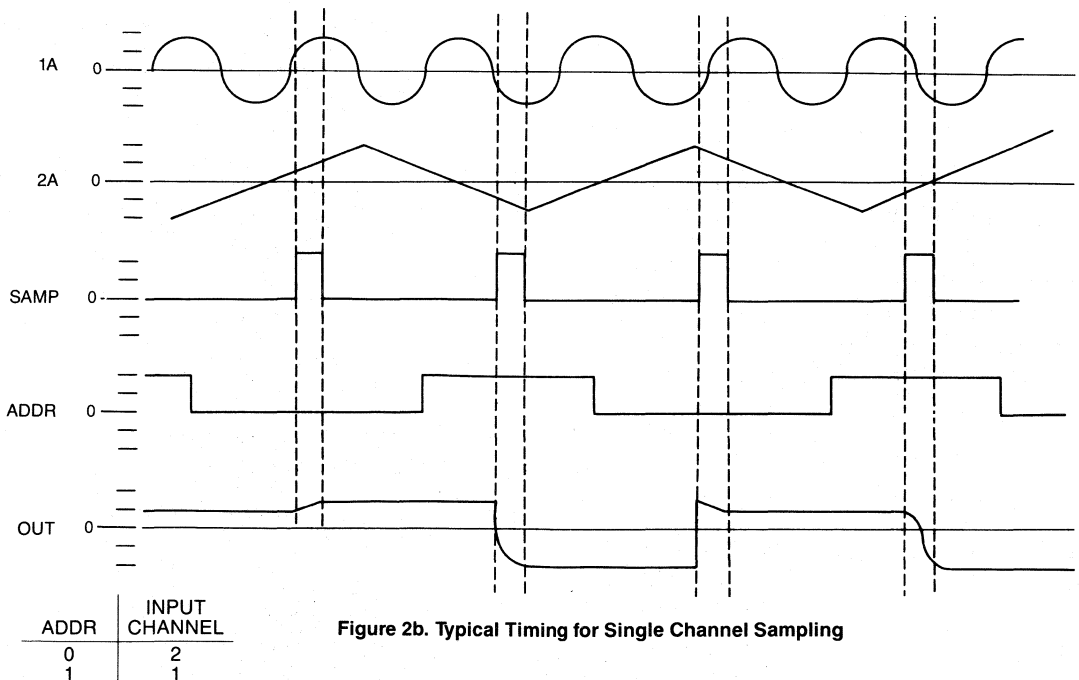 1A 0
2A 0
SAMP 0
ADDR 0
OUT 0
Figure 2b. Typical Timing for Single Channel Sampling
ADDR INPUT CHANNEL
0 2
1 1